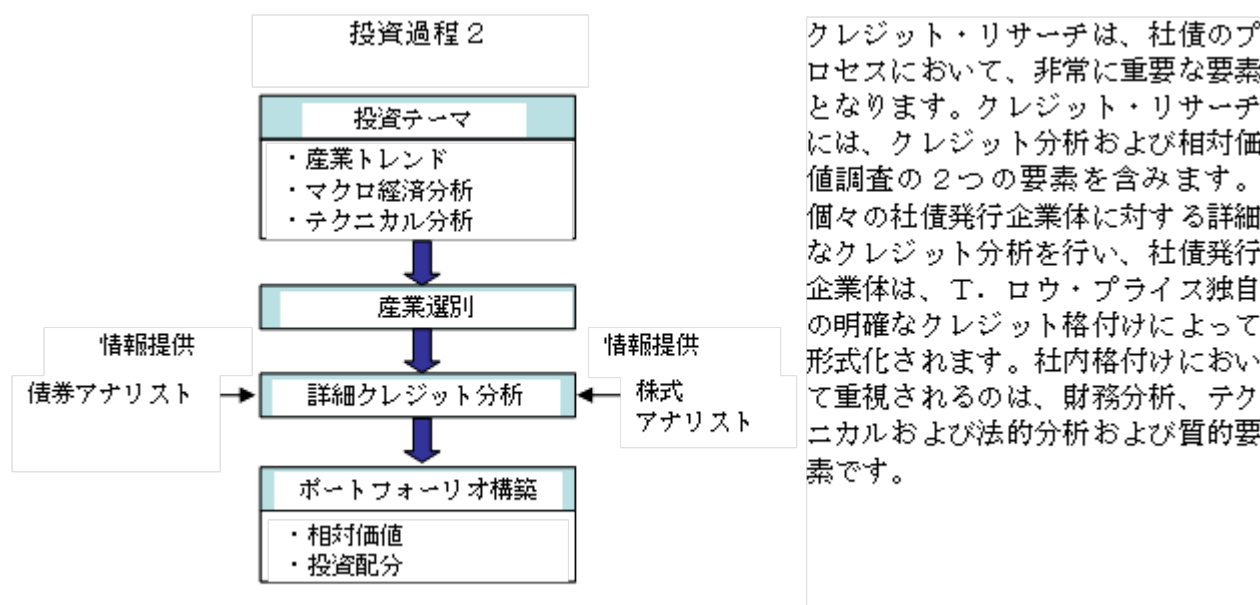 投資過程２
投資テーマ
・産業トレンド
・マクロ経済分析
・テクニカル分析
産業選別
情報提供
債券アナリスト
詳細クレジット分析
情報提供
株式
アナリスト
ポートフォーリオ構築
・相対価値
・投資配分
クレジット・リサーチは、社債のプ
ロセスにおいて、非常に重要な要素
となります。クレジット・リサーチ
には、クレジット分析および相対価
値調査の２つの要素を含みます。
個々の社債発行企業体に対する詳細
なクレジット分析を行い、社債発行
企業体は、Ｔ．ロウ・プライス独自
の明確なクレジット格付けによって
形式化されます。社内格付けにおい
て重視されるのは、財務分析、テク
ニカルおよび法的分析および質的要
素です。